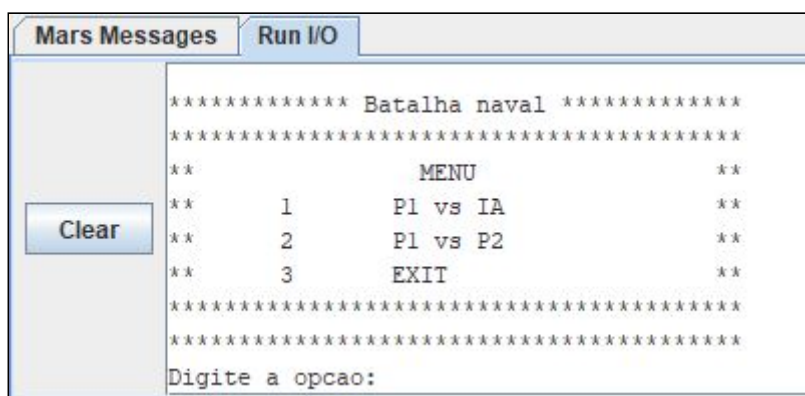 Mars Messages Run I/O
************* Batalha naval *************
*****************************************
** MENU **
Clear
** 1 P1 vs IA **
** 2 P1 vs P2 **
** 3 EXIT **
*****************************************
*****************************************
Digite a opcao: